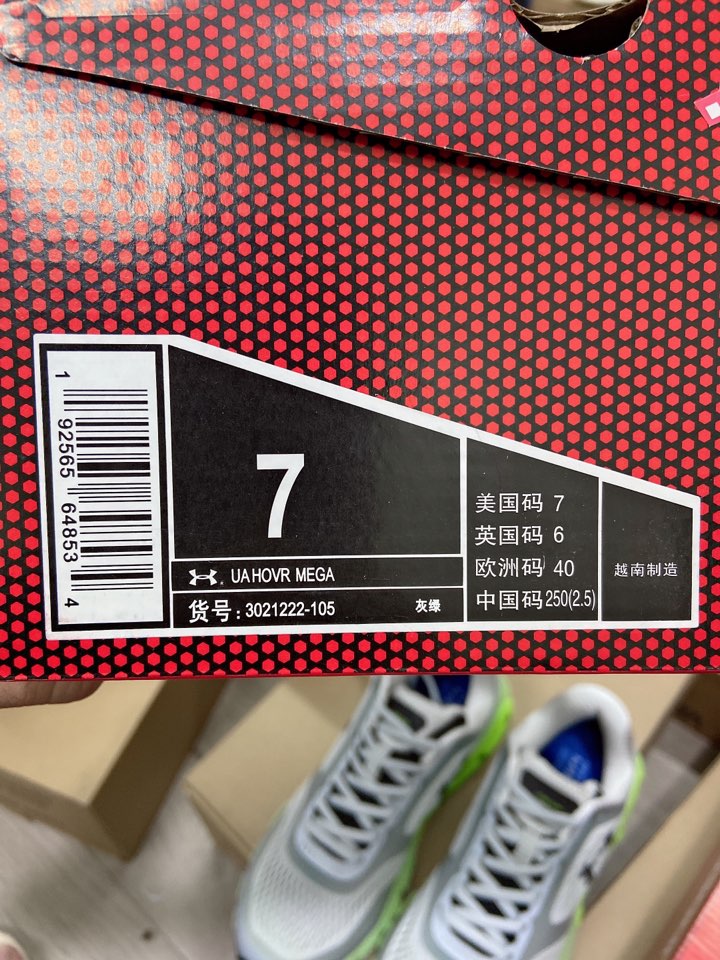 1
92565
64853
4
7
UA HOVR MEGA
货号：3021222-105
灰绿
美国码 7
英国码 6
欧洲码 40
中国码 250(2.5)
越南制造